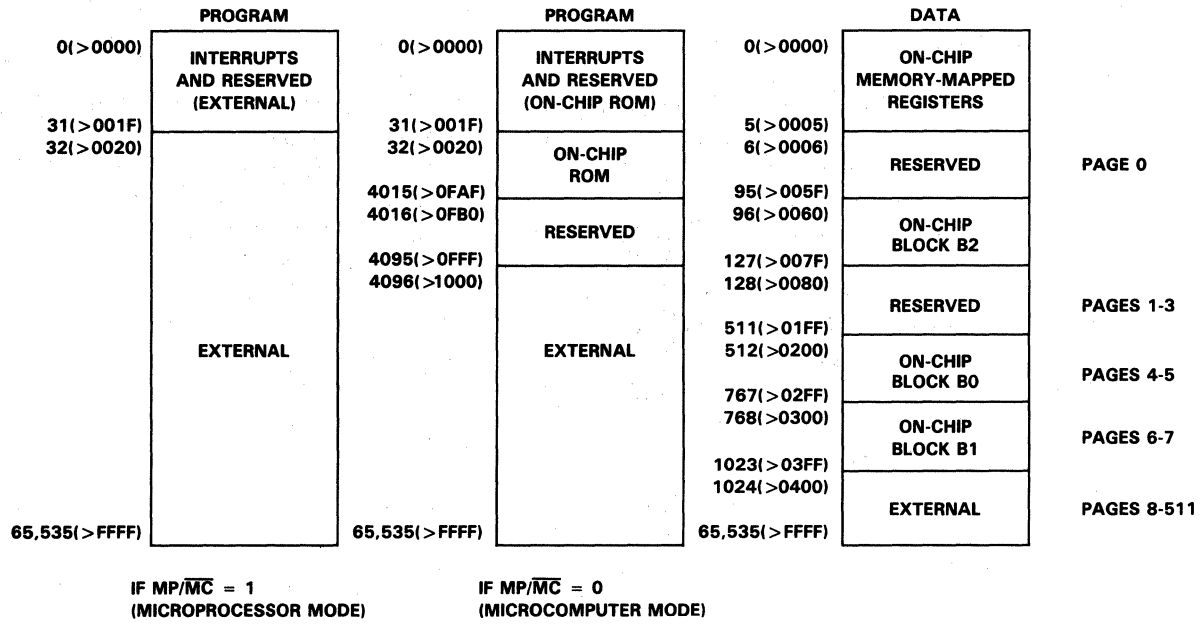 PROGRAM
0(>0000)
INTERRUPTS
AND RESERVED
(EXTERNAL)
31(>001F)
32(>0020)
EXTERNAL
65,535(>FFFF)
IF MP/M̅C̅ = 1
(MICROPROCESSOR MODE)
PROGRAM
0(>0000)
INTERRUPTS
AND RESERVED
(ON-CHIP ROM)
31(>001F)
32(>0020)
ON-CHIP
ROM
4015(>0FAF)
4016(>0FB0)
RESERVED
4095(>0FFF)
4096(>1000)
EXTERNAL
65,535(>FFFF)
IF MP/M̅C̅ = 0
(MICROCOMPUTER MODE)
DATA
0(>0000)
ON-CHIP
MEMORY-MAPPED
REGISTERS
5(>0005)
6(>0006)
RESERVED
PAGE 0
95(>005F)
96(>0060)
ON-CHIP
BLOCK B2
127(>007F)
128(>0080)
RESERVED
PAGES 1-3
511(>01FF)
512(>0200)
ON-CHIP
BLOCK B0
PAGES 4-5
767(>02FF)
768(>0300)
ON-CHIP
BLOCK B1
PAGES 6-7
1023(>03FF)
1024(>0400)
EXTERNAL
PAGES 8-511
65,535(>FFFF)